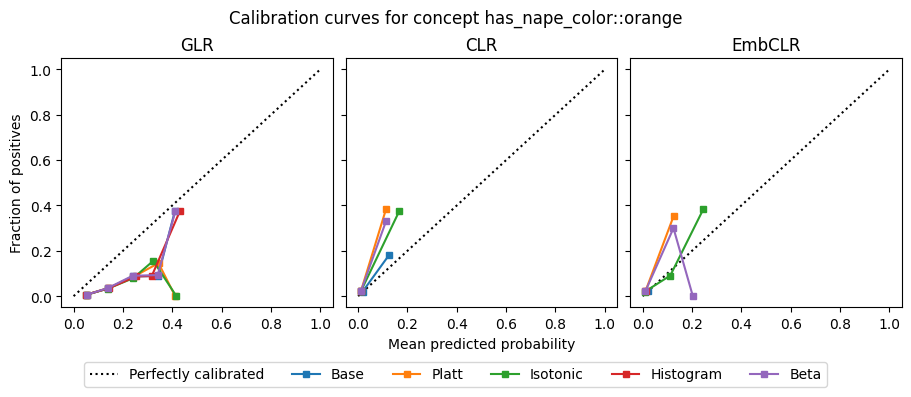 Calibration curves for concept has_nape_color::orange
GLR
CLR
EmbCLR
Fraction of positives
1.0
0.8
0.6
0.4
0.2
0.0
0.0 0.2 0.4 0.6 0.8 1.0
0.0 0.2 0.4 0.6 0.8 1.0
0.0 0.2 0.4 0.6 0.8 1.0
Mean predicted probability
Perfectly calibrated Base Platt Isotonic Histogram Beta